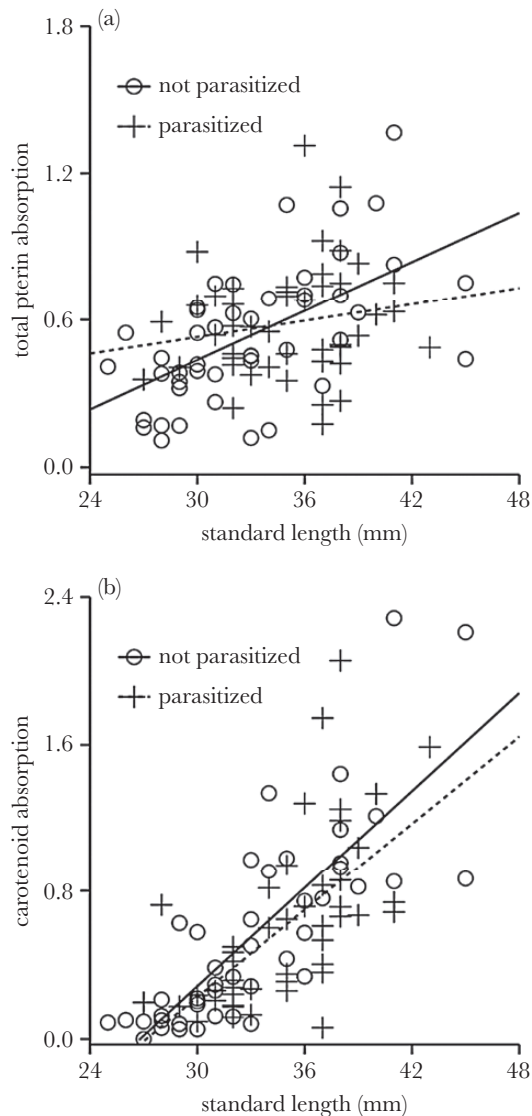 (a)
1.8
not parasitized
parasitized
1.2
total pterin absorption
0.6
0.0
24 30 36 42 48
standard length (mm)
(b)
2.4
not parasitized
parasitized
1.6
carotenoid absorption
0.8
0.0
24 30 36 42 48
standard length (mm)